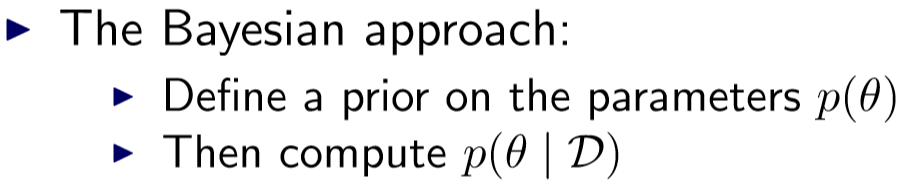 ▶ The Bayesian approach:
▶ Define a prior on the parameters p(θ)
▶ Then compute p(θ | 𝒟)